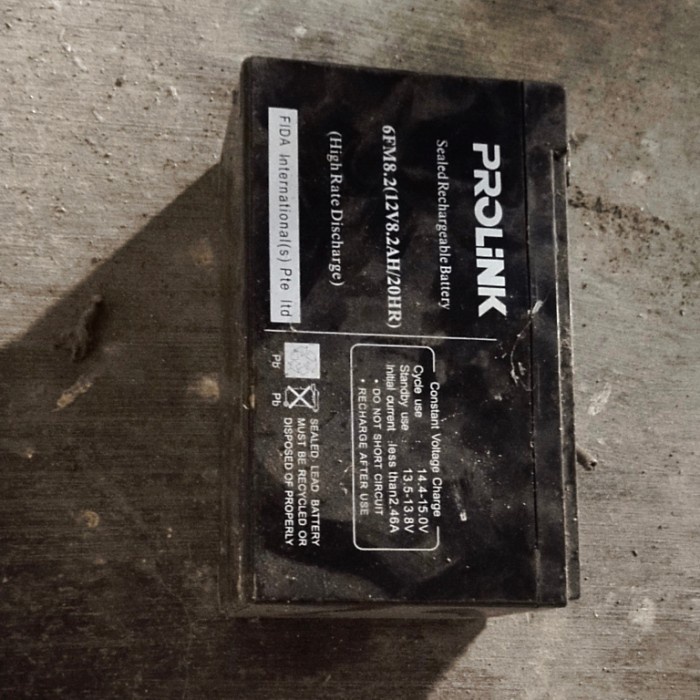 PROLiNK
Sealed Rechargeable Battery
6FM8.2(12V8.2AH/20HR)
(High Rate Discharge)
FIDA International(s) Pte ltd
Constant Voltage Charge
Cycle use : 14.4-15.0V
Standby use : 13.5-13.8V
Initial current :less than2.46A
• DO NOT SHORT CIRCUIT
• RECHARGE AFTER USE
Pb
Pb
SEALED LEAD BATTERY
MUST BE RECYCLED OR
DISPOSED OF PROPERLY